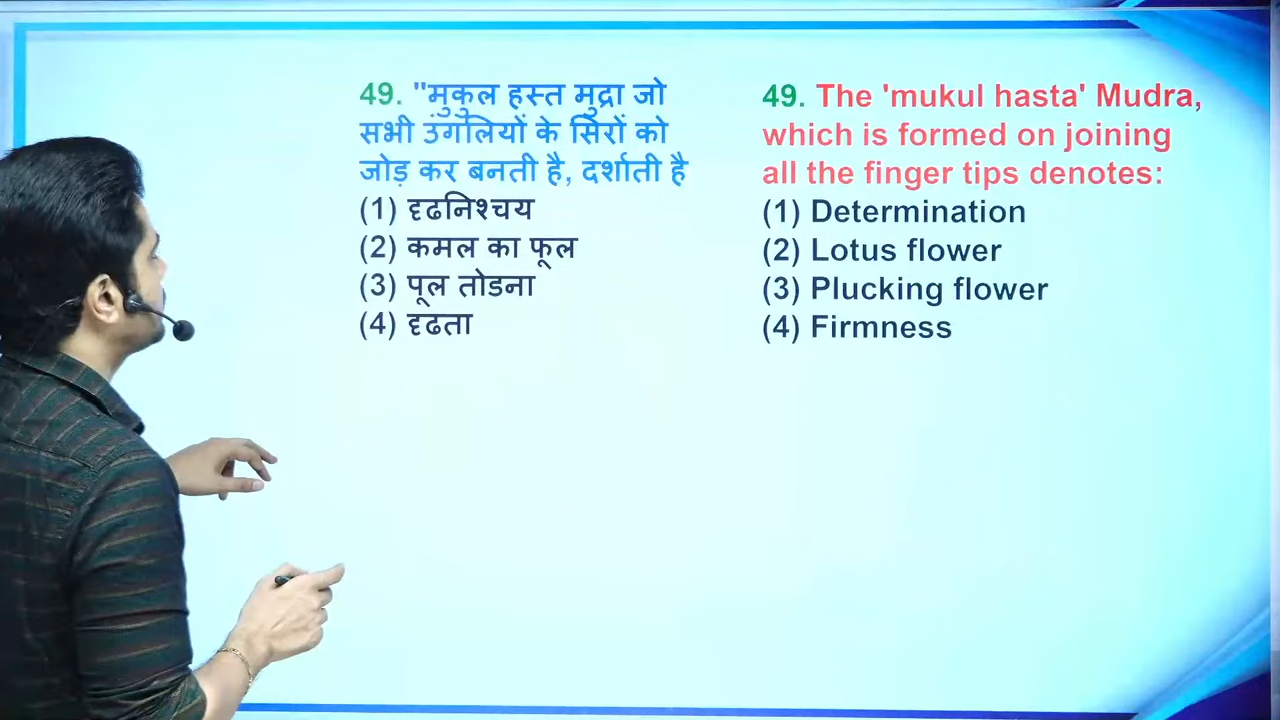 49. "मुकुल हस्त मुद्रा जो
सभी उंगलियों के सिरों को
जोड़ कर बनती है, दर्शाती है
(1) दृढनिश्चय
(2) कमल का फूल
(3) पूल तोडना
(4) दृढता
49. The 'mukul hasta' Mudra,
which is formed on joining
all the finger tips denotes:
(1) Determination
(2) Lotus flower
(3) Plucking flower
(4) Firmness